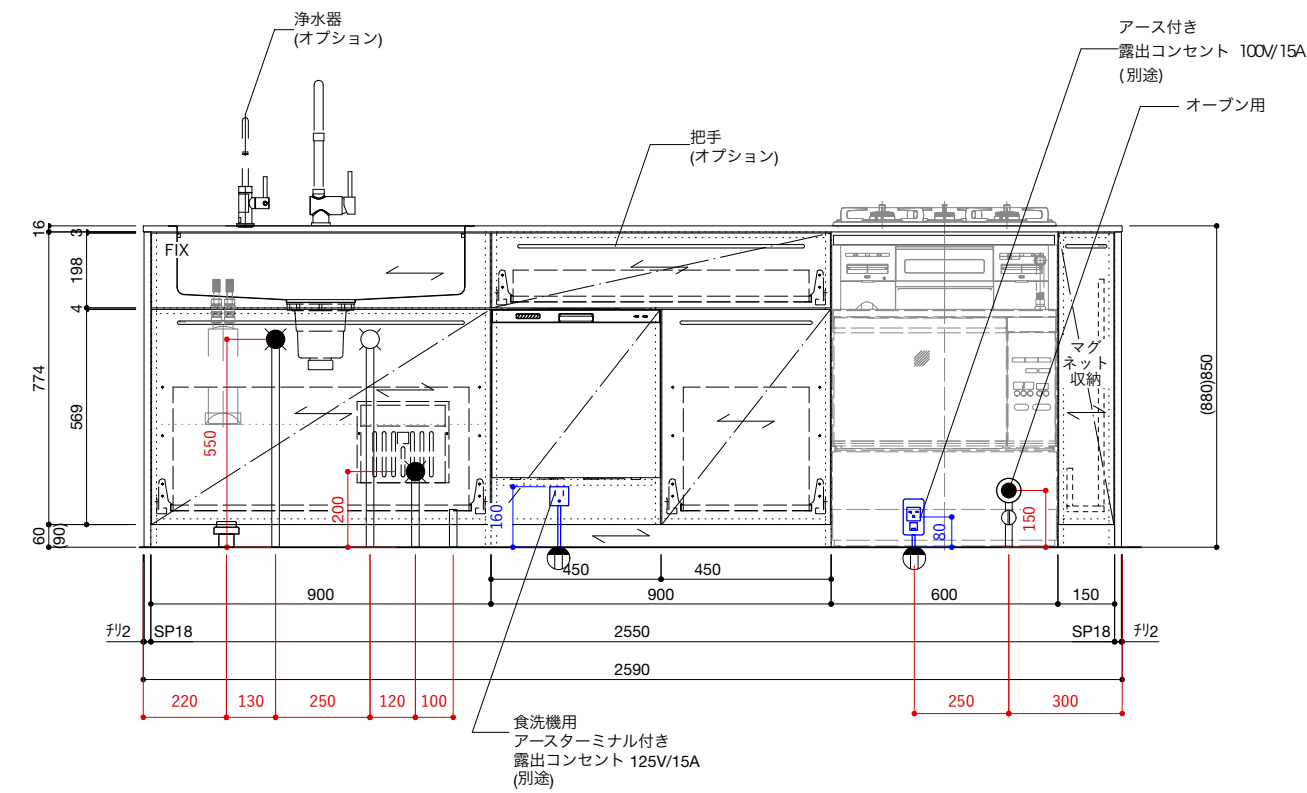 浄水器
(オプション)
アース付き
露出コンセント 100V/15A
(別途)
オーブン用
把手
(オプション)
FIX
16
3
198
4
774
569
60
(90)
550
200
160
80
150
マグ
ネット
収納
(880)850
450
450
900
900
600
150
チリ2
SP18
2550
SP18
チリ2
2590
220
130
250
120
100
250
300
食洗機用
アースターミナル付き
露出コンセント 125V/15A
(別途)